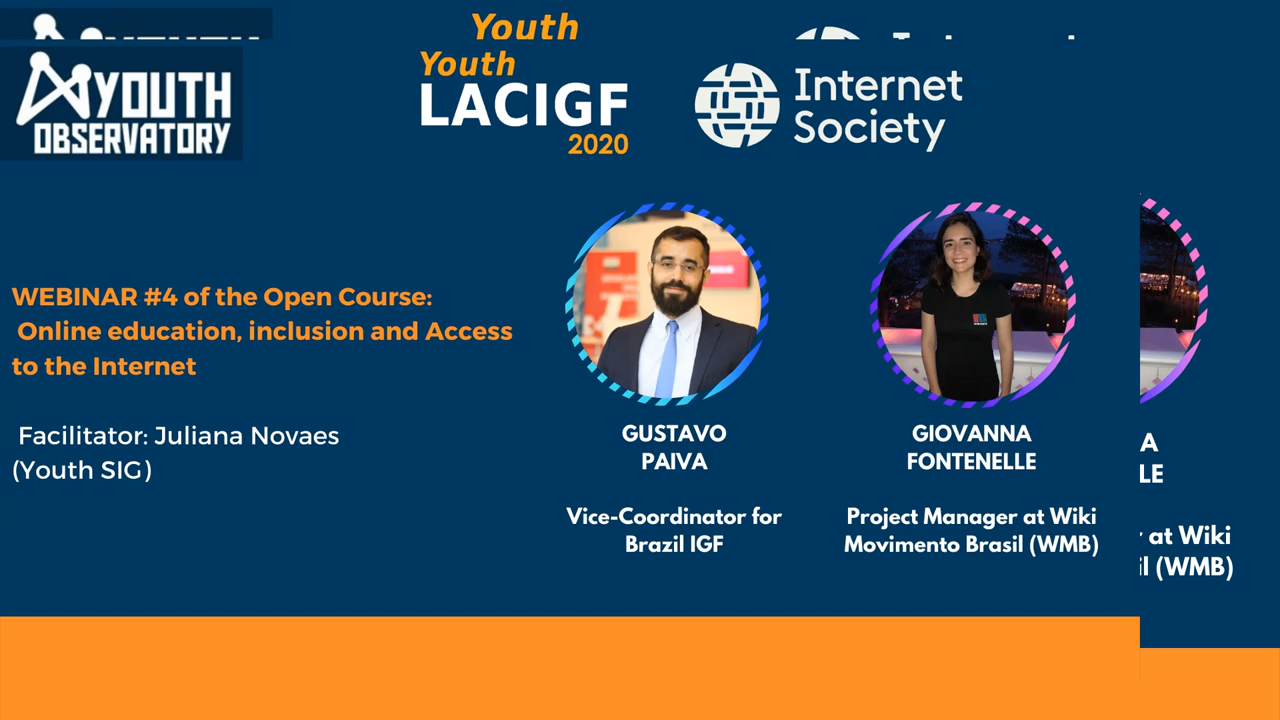 Youth
YOUTH
OBSERVATORY
Youth
LACIGF
2020
Internet
Society
WEBINAR #4 of the Open Course:
Online education, inclusion and Access
to the Internet
Facilitator: Juliana Novaes
(Youth SIG)
GUSTAVO
PAIVA
Vice-Coordinator for
Brazil IGF
GIOVANNA
FONTENELLE
Project Manager at Wiki
Movimento Brasil (WMB)
A
LE
at Wiki
il (WMB)